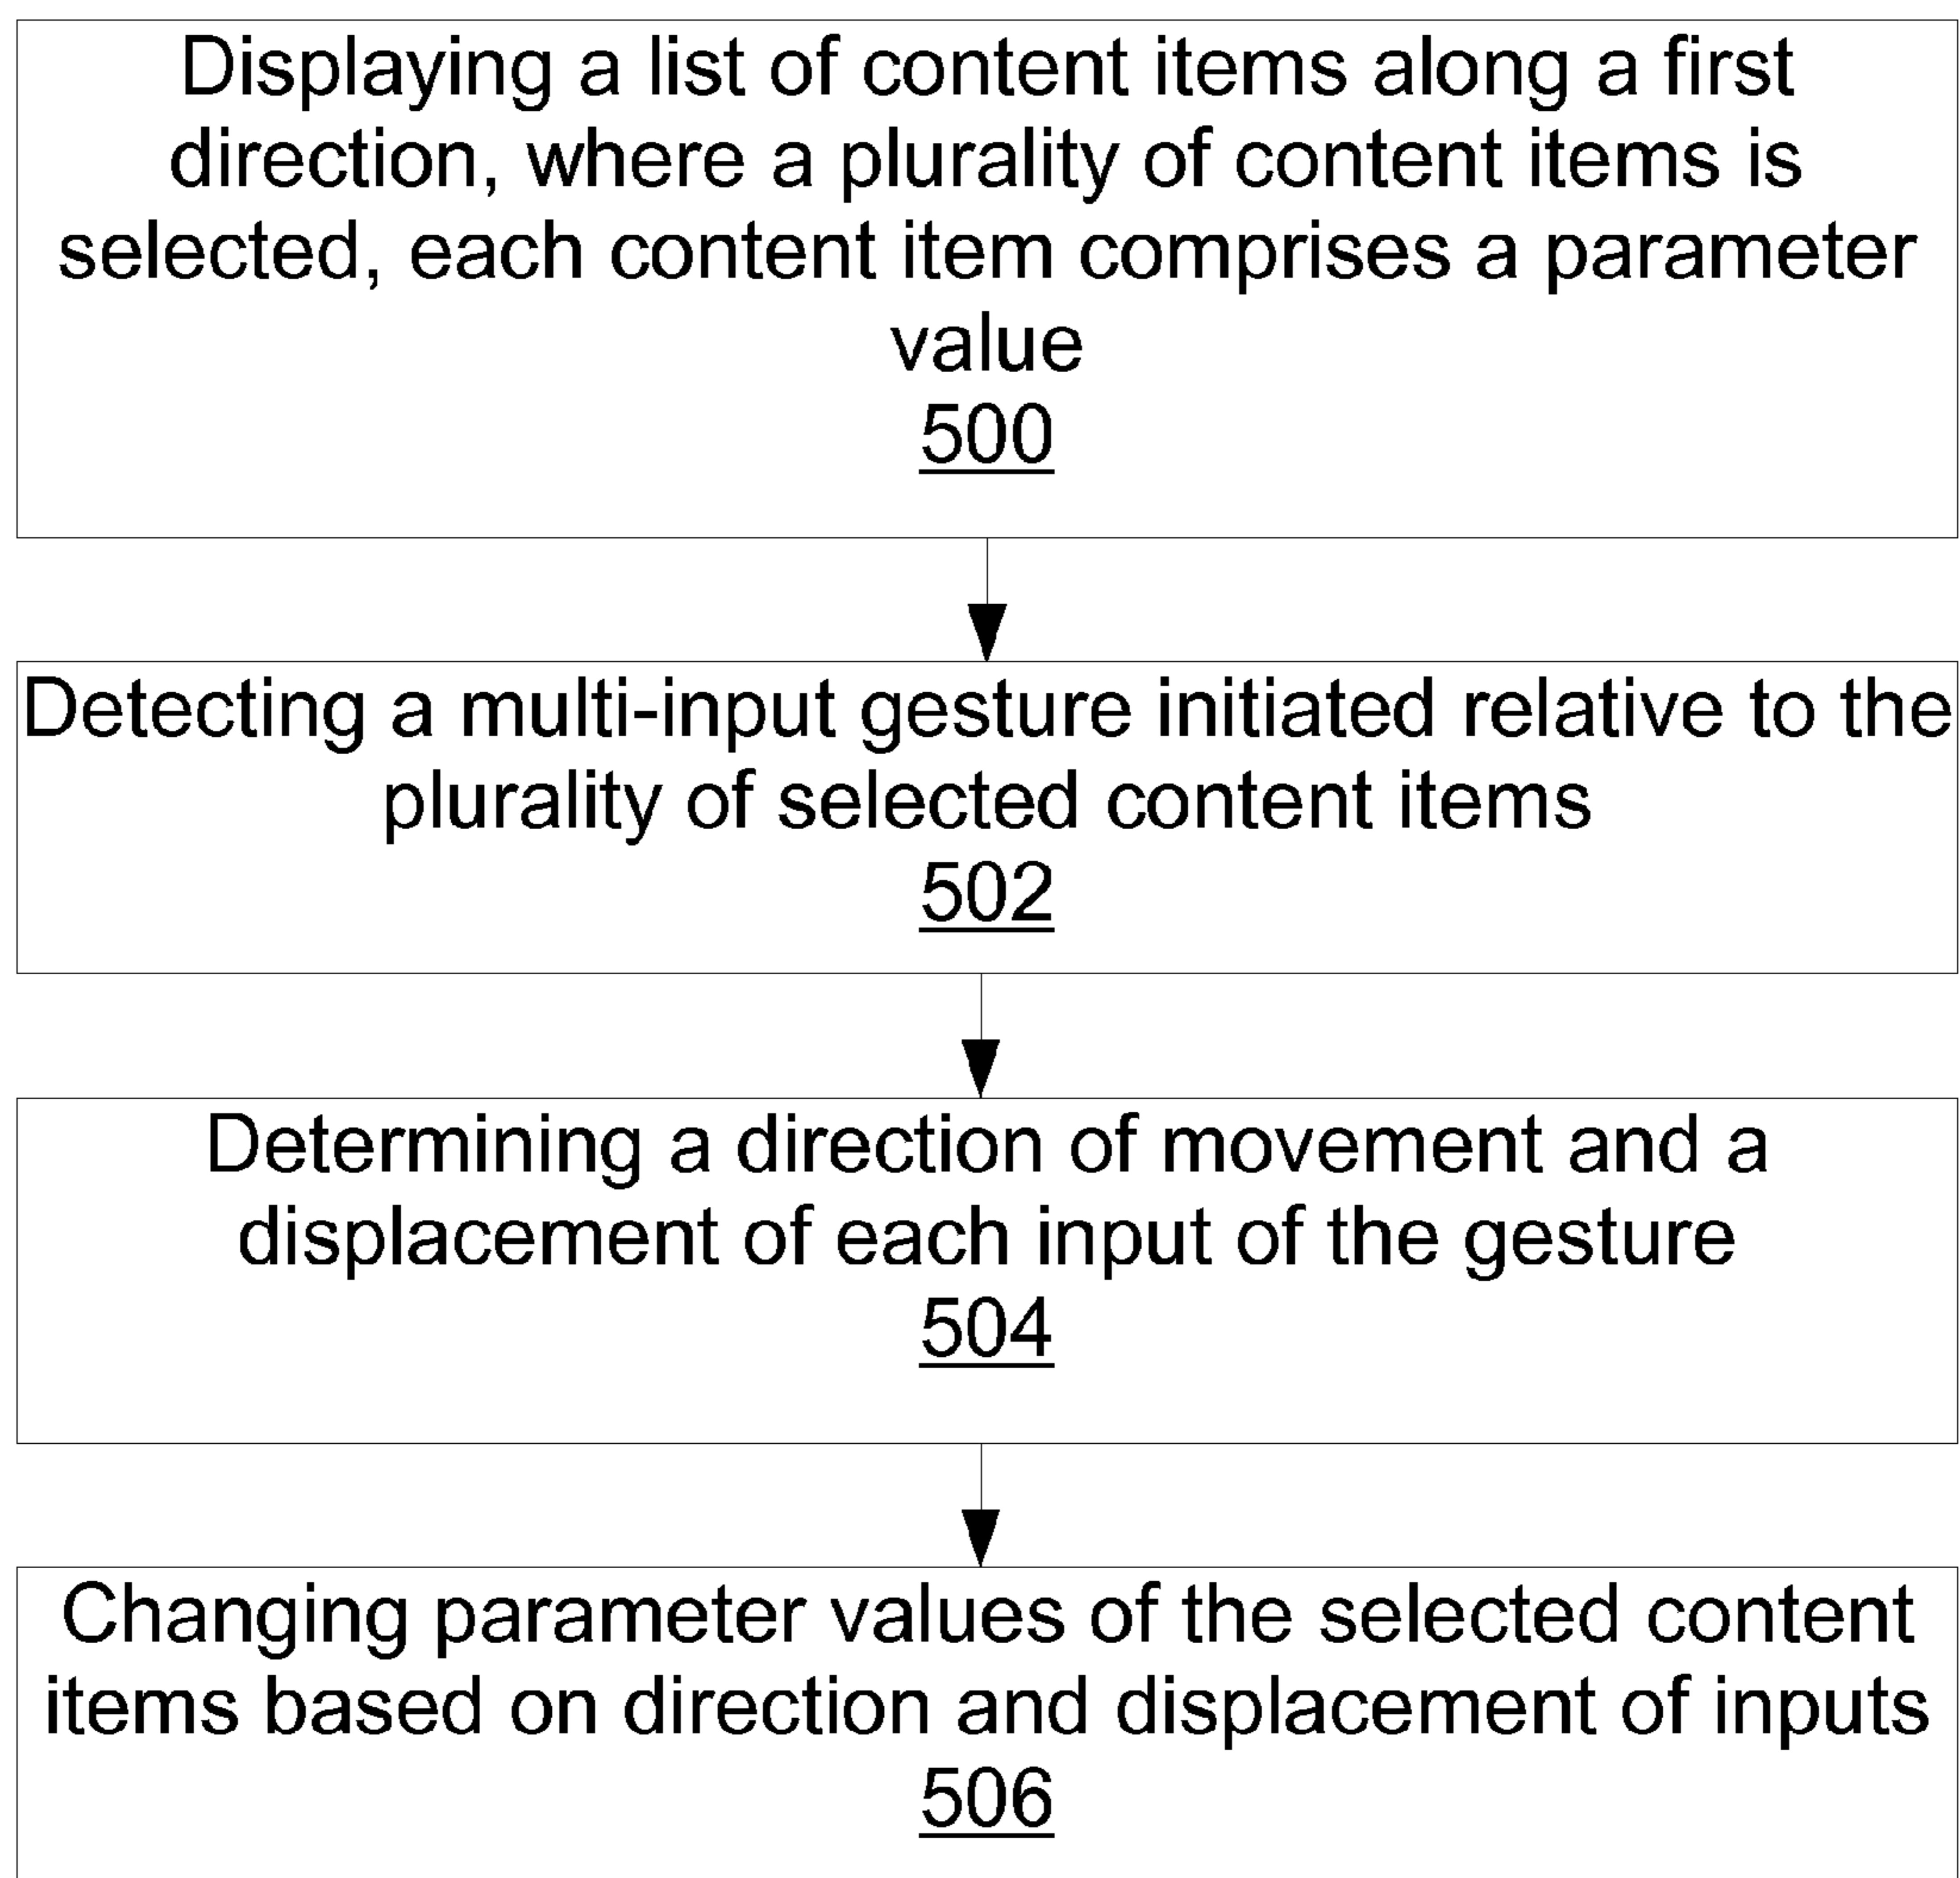 Displaying a list of content items along a first
direction, where a plurality of content items is
selected, each content item comprises a parameter
value
500
Detecting a multi-input gesture initiated relative to the
plurality of selected content items
502
Determining a direction of movement and a
displacement of each input of the gesture
504
Changing parameter values of the selected content
items based on direction and displacement of inputs
506